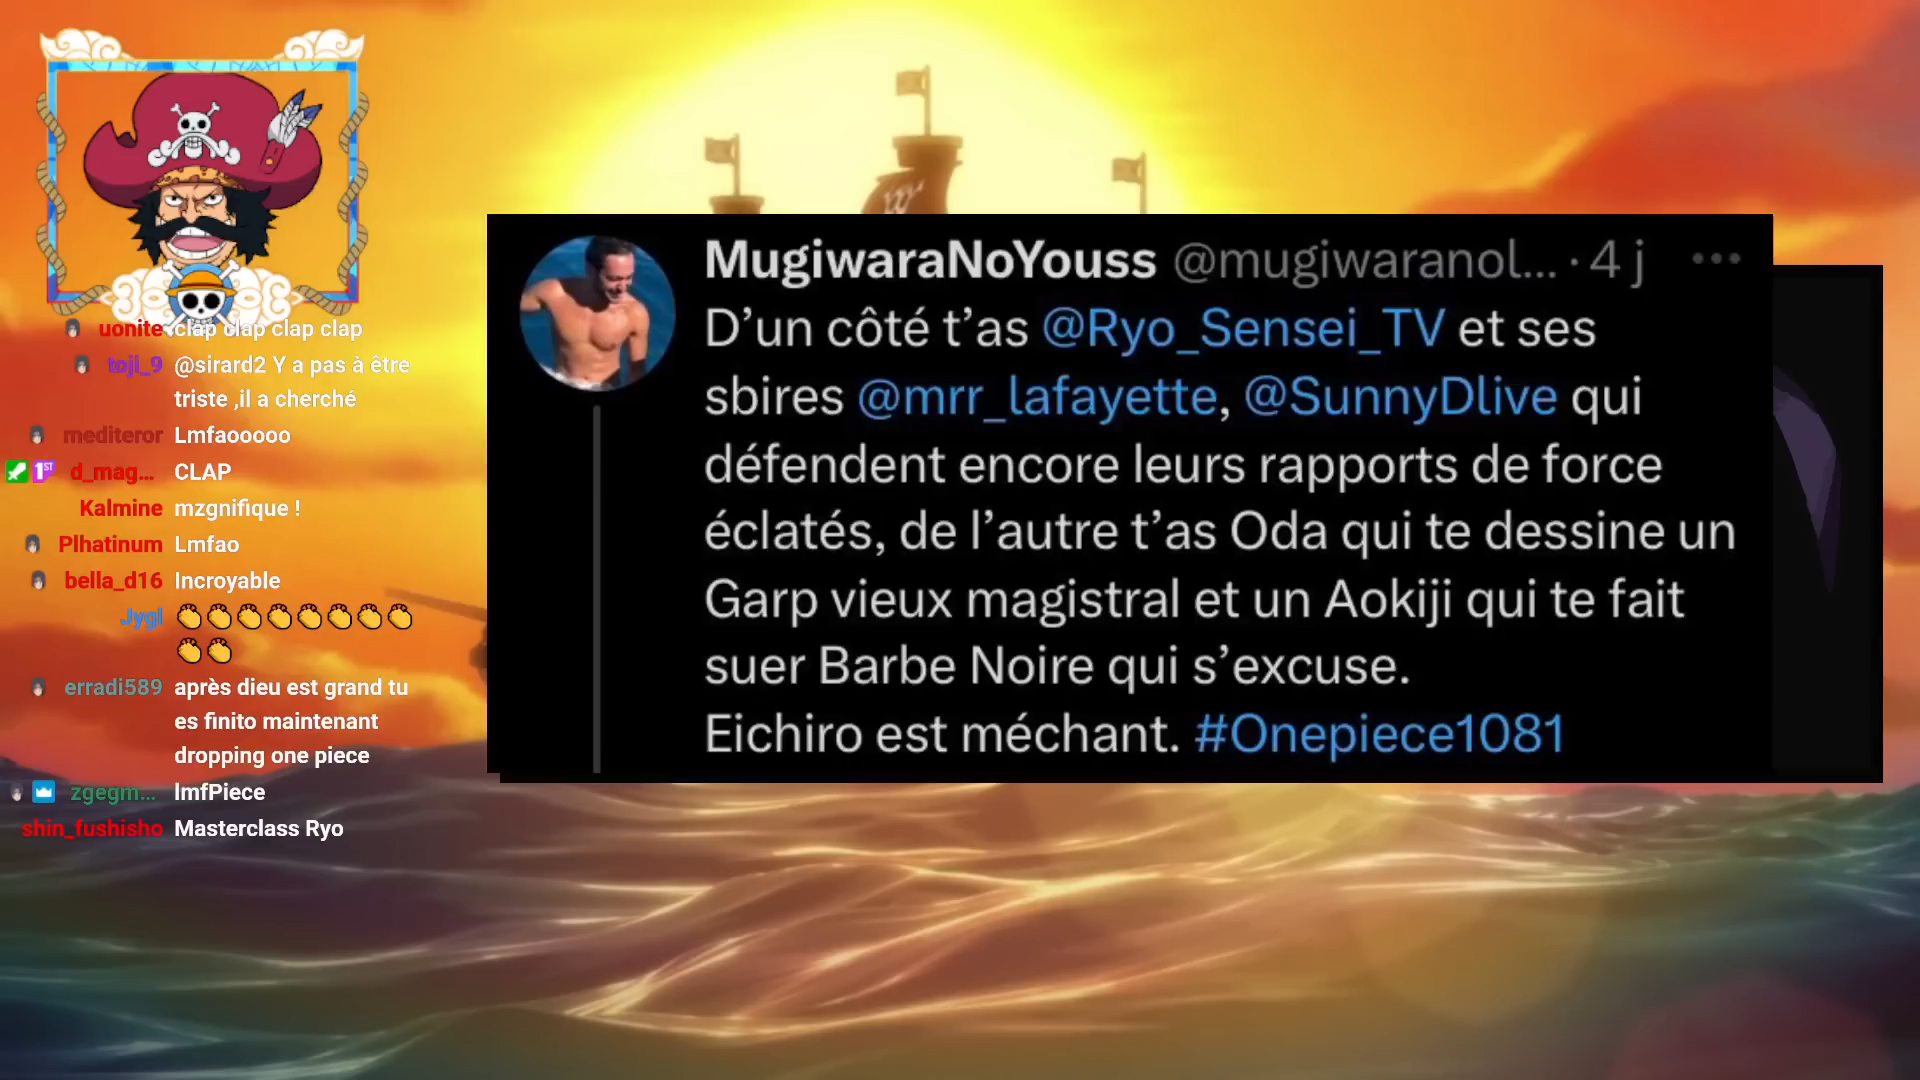 uonite clap clap clap clap
toji_9 @sirard2 Y a pas à être
triste ,il a cherché
mediteror Lmfaooooo
1ST d_mag... CLAP
Kalmine mzgnifique !
Plhatinum Lmfao
bella_d16 Incroyable
Jygl 👏👏👏👏👏👏👏👏
👏👏
erradi589 après dieu est grand tu
es finito maintenant
dropping one piece
zgegm... lmfPiece
shin_fushisho Masterclass Ryo
MugiwaraNoYouss @mugiwaranol... · 4 j
D’un côté t’as @Ryo_Sensei_TV et ses
sbires @mrr_lafayette, @SunnyDlive qui
défendent encore leurs rapports de force
éclatés, de l’autre t’as Oda qui te dessine un
Garp vieux magistral et un Aokiji qui te fait
suer Barbe Noire qui s’excuse.
Eichiro est méchant. #Onepiece1081